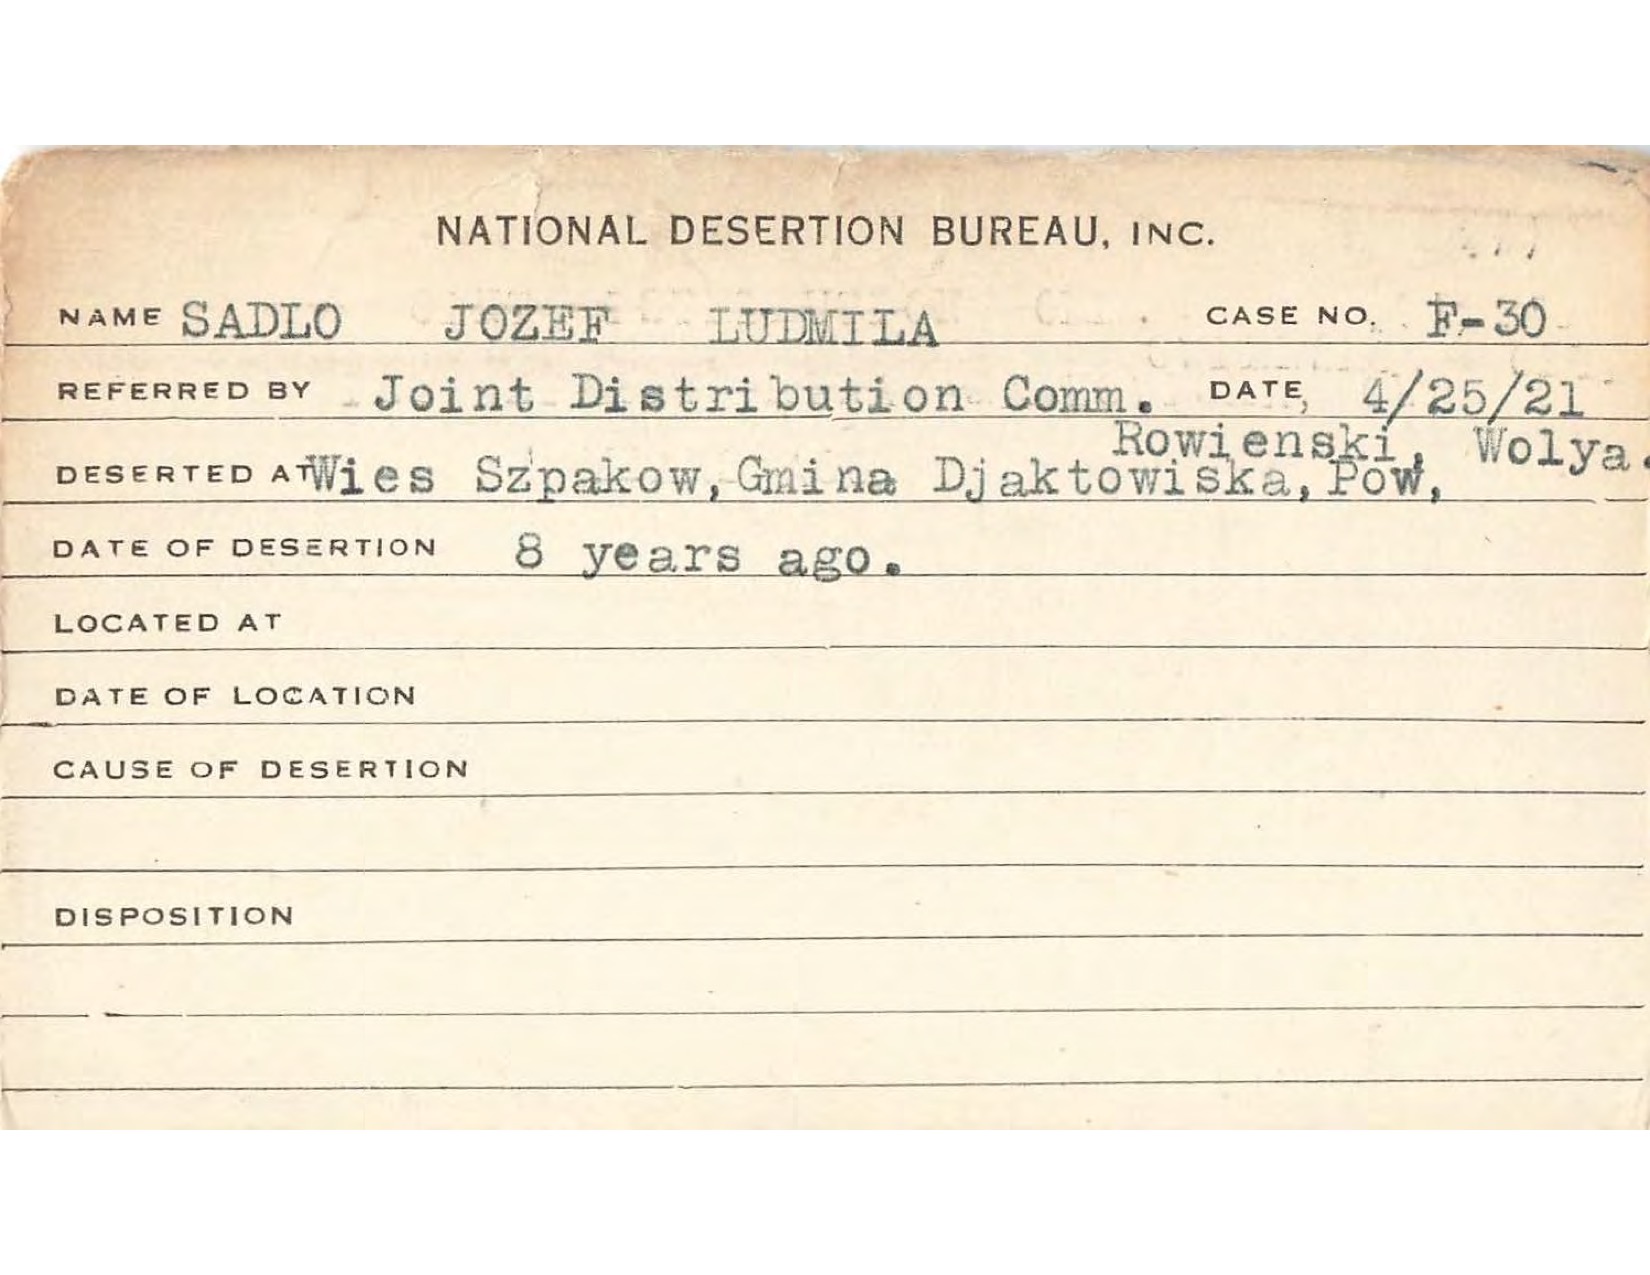 NATIONAL DESERTION BUREAU, INC.
NAME SADLO JOZEF LUDMILA CASE NO. F-30
REFERRED BY Joint Distribution Comm. DATE 4/25/21
Rowienski, Wolya.
DESERTED AT Wies Szpakow, Gmina Djaktowiska, Pow,
DATE OF DESERTION 8 years ago.
LOCATED AT
DATE OF LOCATION
CAUSE OF DESERTION
DISPOSITION